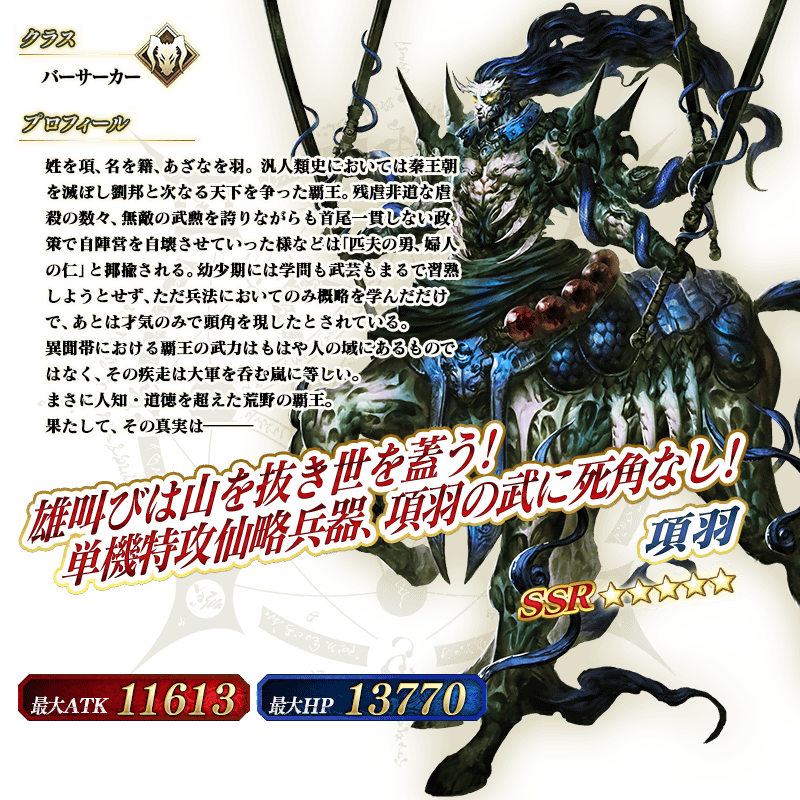 クラス
バーサーカー
プロフィール
姓を項、名を籍、あざなを羽。汎人類史においては秦王朝
を滅ぼし劉邦と次なる天下を争った覇王。残虐非道な虐
殺の数々、無敵の武勲を誇りながらも首尾一貫しない政
策で自陣営を自壊させていった様などは「匹夫の勇、婦人
の仁」と揶揄される。幼少期には学問も武芸もまるで習熟
しようとせず、ただ兵法においてのみ概略を学んだだけ
で、あとは才気のみで頭角を現したとされている。
異聞帯における覇王の武力はもはや人の域にあるもので
はなく、その疾走は大軍を呑む嵐に等しい。
まさに人知・道徳を超えた荒野の覇王。
果たして、その真実は―――
雄叫びは山を抜き世を蓋う!
単機特攻仙略兵器、項羽の武に死角なし!
項羽
SSR ☆☆☆☆☆
最大ATK 11613
最大HP 13770